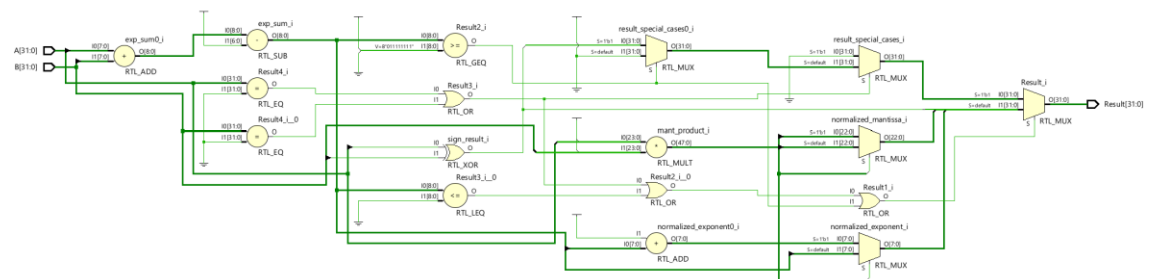 A[31:0]
B[31:0]
exp_sum0_i
I0[7:0]
I1[7:0]
O[8:0]
RTL_ADD
exp_sum_i
I0[8:0]
I1[6:0]
O[8:0]
RTL_SUB
Result4_i
I0[31:0]
I1[31:0]
O
RTL_EQ
Result4_i__0
I0[31:0]
I1[31:0]
O
RTL_EQ
Result2_i
I0[8:0]
V=B"011111111"
I1[8:0]
O
RTL_GEQ
Result3_i
I0
I1
O
RTL_OR
sign_result_i
I0
I1
O
RTL_XOR
Result3_i__0
I0[8:0]
I1[8:0]
O
RTL_LEQ
result_special_cases0_i
S=1'b1
I0[31:0]
S=default
I1[31:0]
O[31:0]
S
RTL_MUX
mant_product_i
I0[23:0]
I1[23:0]
O[47:0]
RTL_MULT
Result2_i__0
I0
I1
O
RTL_OR
normalized_exponent0_i
I1
I0[7:0]
O[7:0]
RTL_ADD
result_special_cases_i
S=1'b1
I0[31:0]
S=default
I1[31:0]
O[31:0]
S
RTL_MUX
normalized_mantissa_i
S=1'b1
I0[22:0]
S=default
I1[22:0]
O[22:0]
S
RTL_MUX
Result1_i
I0
I1
O
RTL_OR
normalized_exponent_i
S=1'b1
I0[7:0]
S=default
I1[7:0]
O[7:0]
S
RTL_MUX
Result_i
S=1'b1
I0[31:0]
S=default
I1[31:0]
O[31:0]
S
RTL_MUX
Result[31:0]